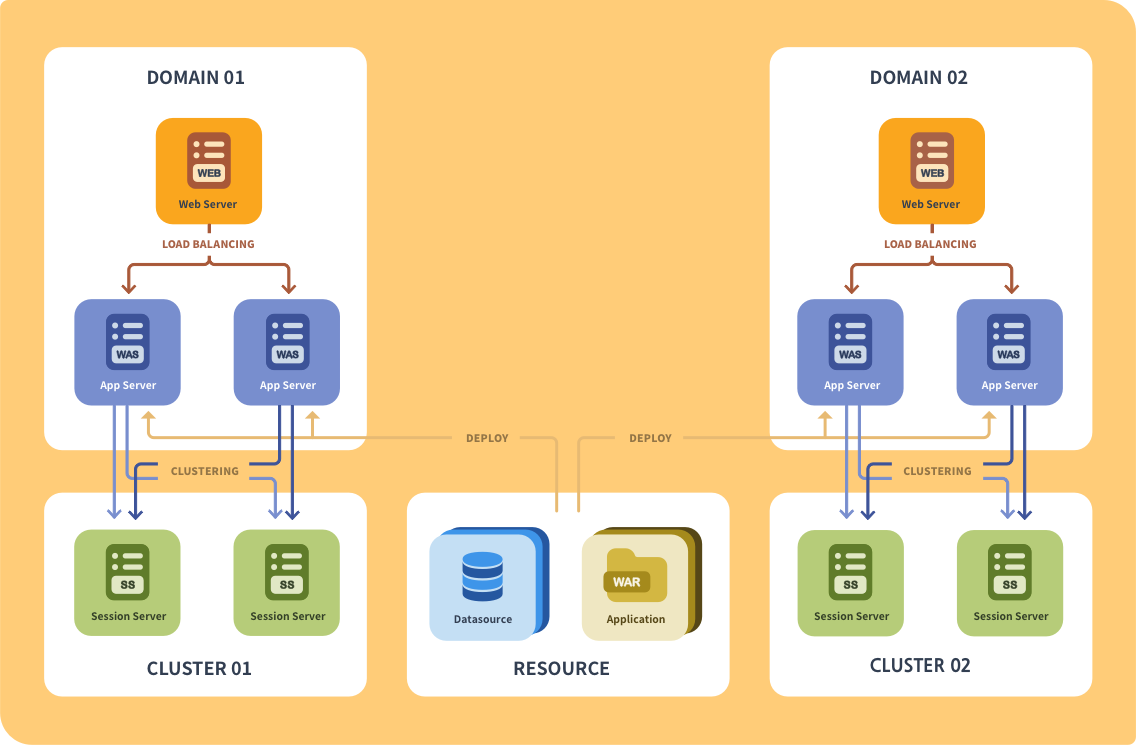 DOMAIN 01
WEB
Web Server
LOAD BALANCING
WAS
App Server
WAS
App Server
DOMAIN 02
WEB
Web Server
LOAD BALANCING
WAS
App Server
WAS
App Server
DEPLOY
DEPLOY
CLUSTERING
CLUSTERING
SS
Session Server
SS
Session Server
CLUSTER 01
Datasource
WAR
Application
RESOURCE
SS
Session Server
SS
Session Server
CLUSTER 02